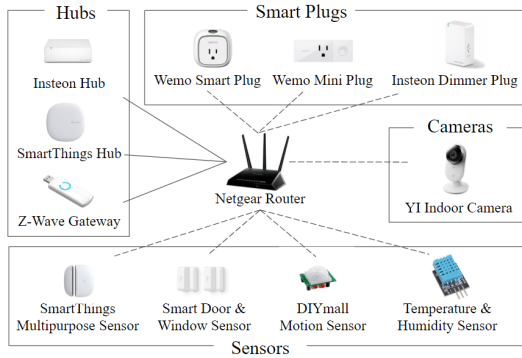 Hubs
Insteon Hub
SmartThings Hub
Z-Wave Gateway
Smart Plugs
Wemo Smart Plug
Wemo Mini Plug
Insteon Dimmer Plug
Cameras
YI Indoor Camera
Netgear Router
SmartThings
Multipurpose Sensor
Smart Door &
Window Sensor
DIYmall
Motion Sensor
Temperature &
Humidity Sensor
Sensors